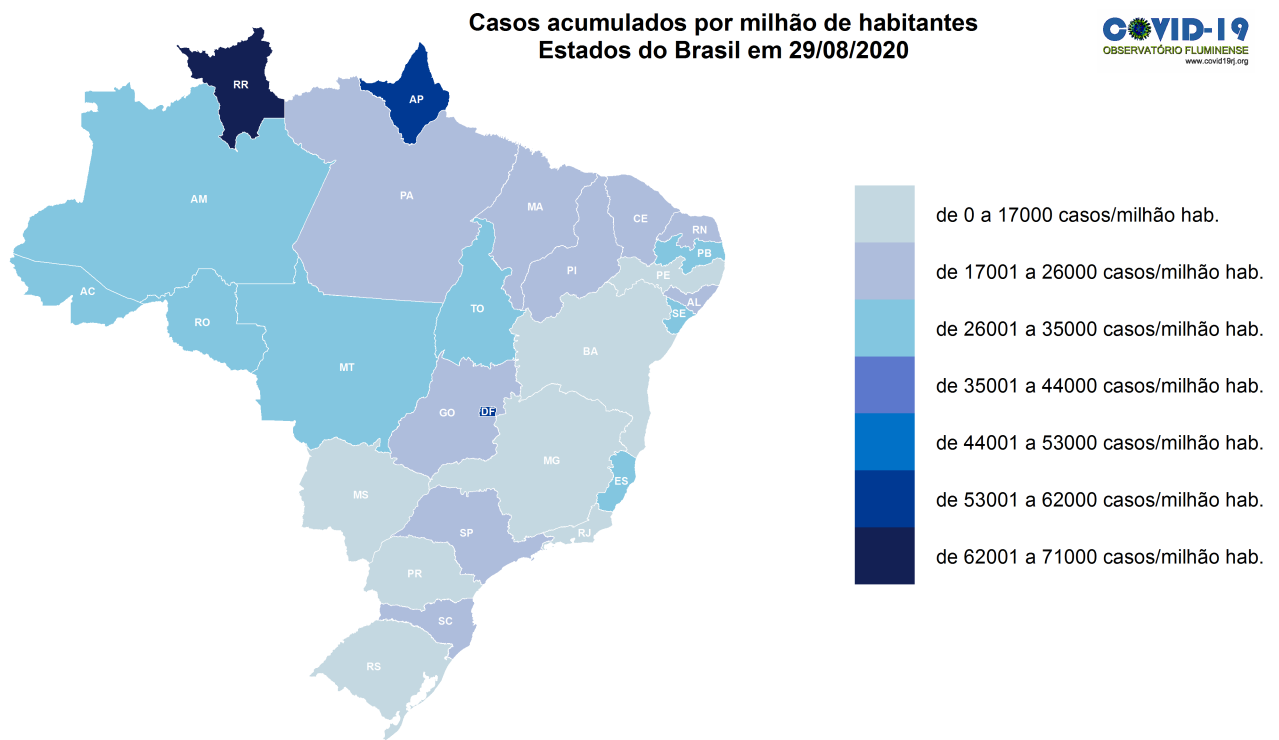 Casos acumulados por milhão de habitantes
Estados do Brasil em 29/08/2020
COVID-19
OBSERVATÓRIO FLUMINENSE
www.covid19rj.org
RR
AP
AM
PA
MA
CE
RN
PB
PI
PE
AL
SE
AC
RO
TO
BA
MT
GO
DF
MG
MS
ES
SP
RJ
PR
SC
RS
de 0 a 17000 casos/milhão hab.
de 17001 a 26000 casos/milhão hab.
de 26001 a 35000 casos/milhão hab.
de 35001 a 44000 casos/milhão hab.
de 44001 a 53000 casos/milhão hab.
de 53001 a 62000 casos/milhão hab.
de 62001 a 71000 casos/milhão hab.